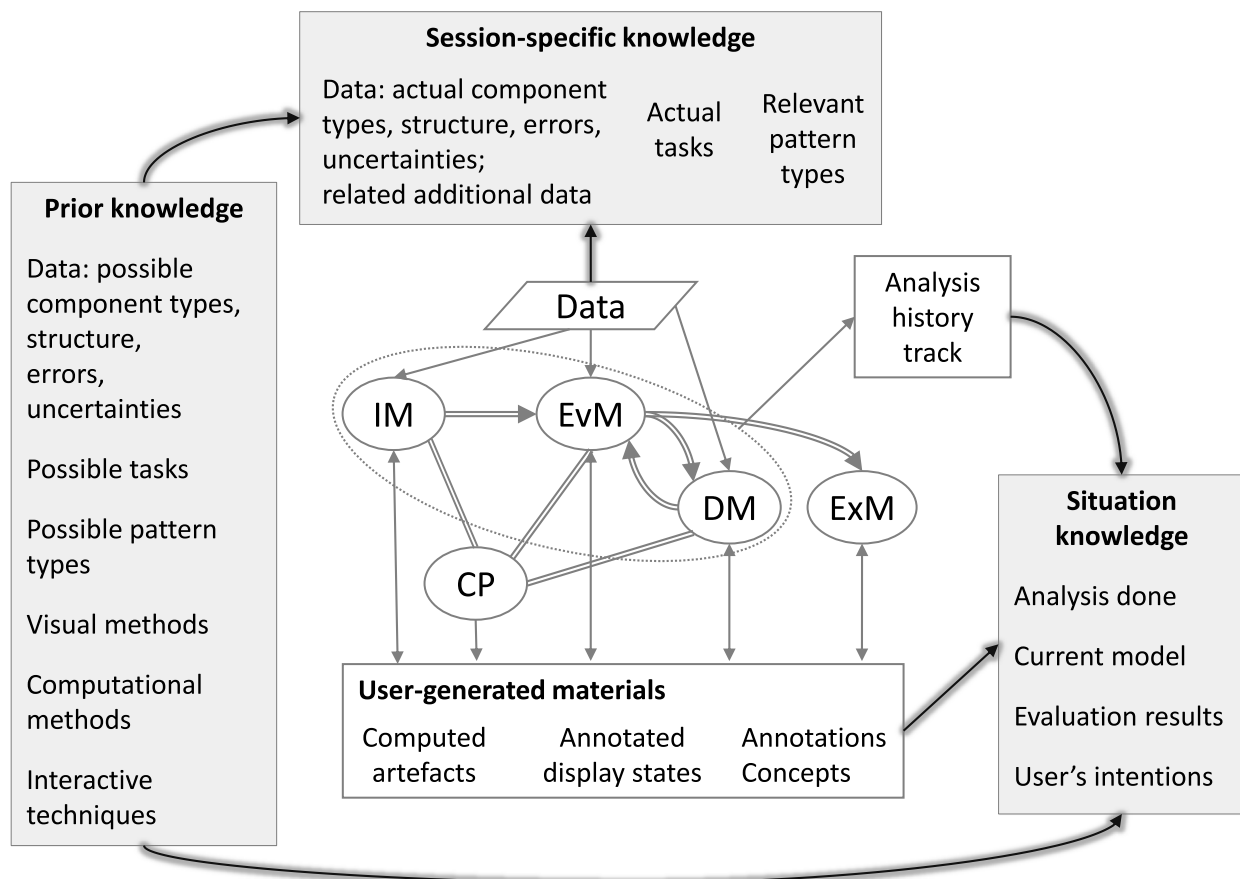 Session-specific knowledge
Data: actual component
types, structure, errors,
uncertainties;
related additional data
Actual
tasks
Relevant
pattern
types
Prior knowledge
Data: possible
component types,
structure,
errors,
uncertainties
Possible tasks
Possible pattern
types
Visual methods
Computational
methods
Interactive
techniques
Data
Analysis
history
track
IM
EvM
DM
ExM
CP
User-generated materials
Computed
artefacts
Annotated
display states
Annotations
Concepts
Situation
knowledge
Analysis done
Current model
Evaluation results
User's intentions